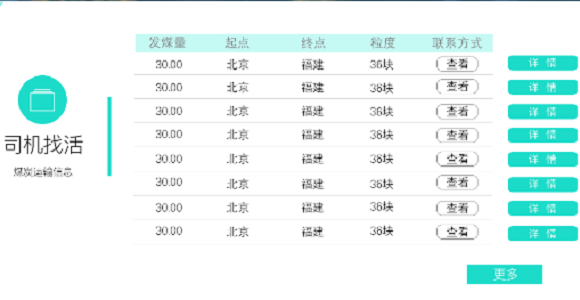 发煤量 起点 终点 粒度 联系方式
30.00 北京 福建 36块 查看 详 情
30.00 北京 福建 36块 查看 详 情
30.00 北京 福建 36块 查看 详 情
30.00 北京 福建 36块 查看 详 情
30.00 北京 福建 36块 查看 详 情
30.00 北京 福建 36块 查看 详 情
30.00 北京 福建 36块 查看 详 情
30.00 北京 福建 36块 查看 详 情
司机找活
煤炭运输信息
更多